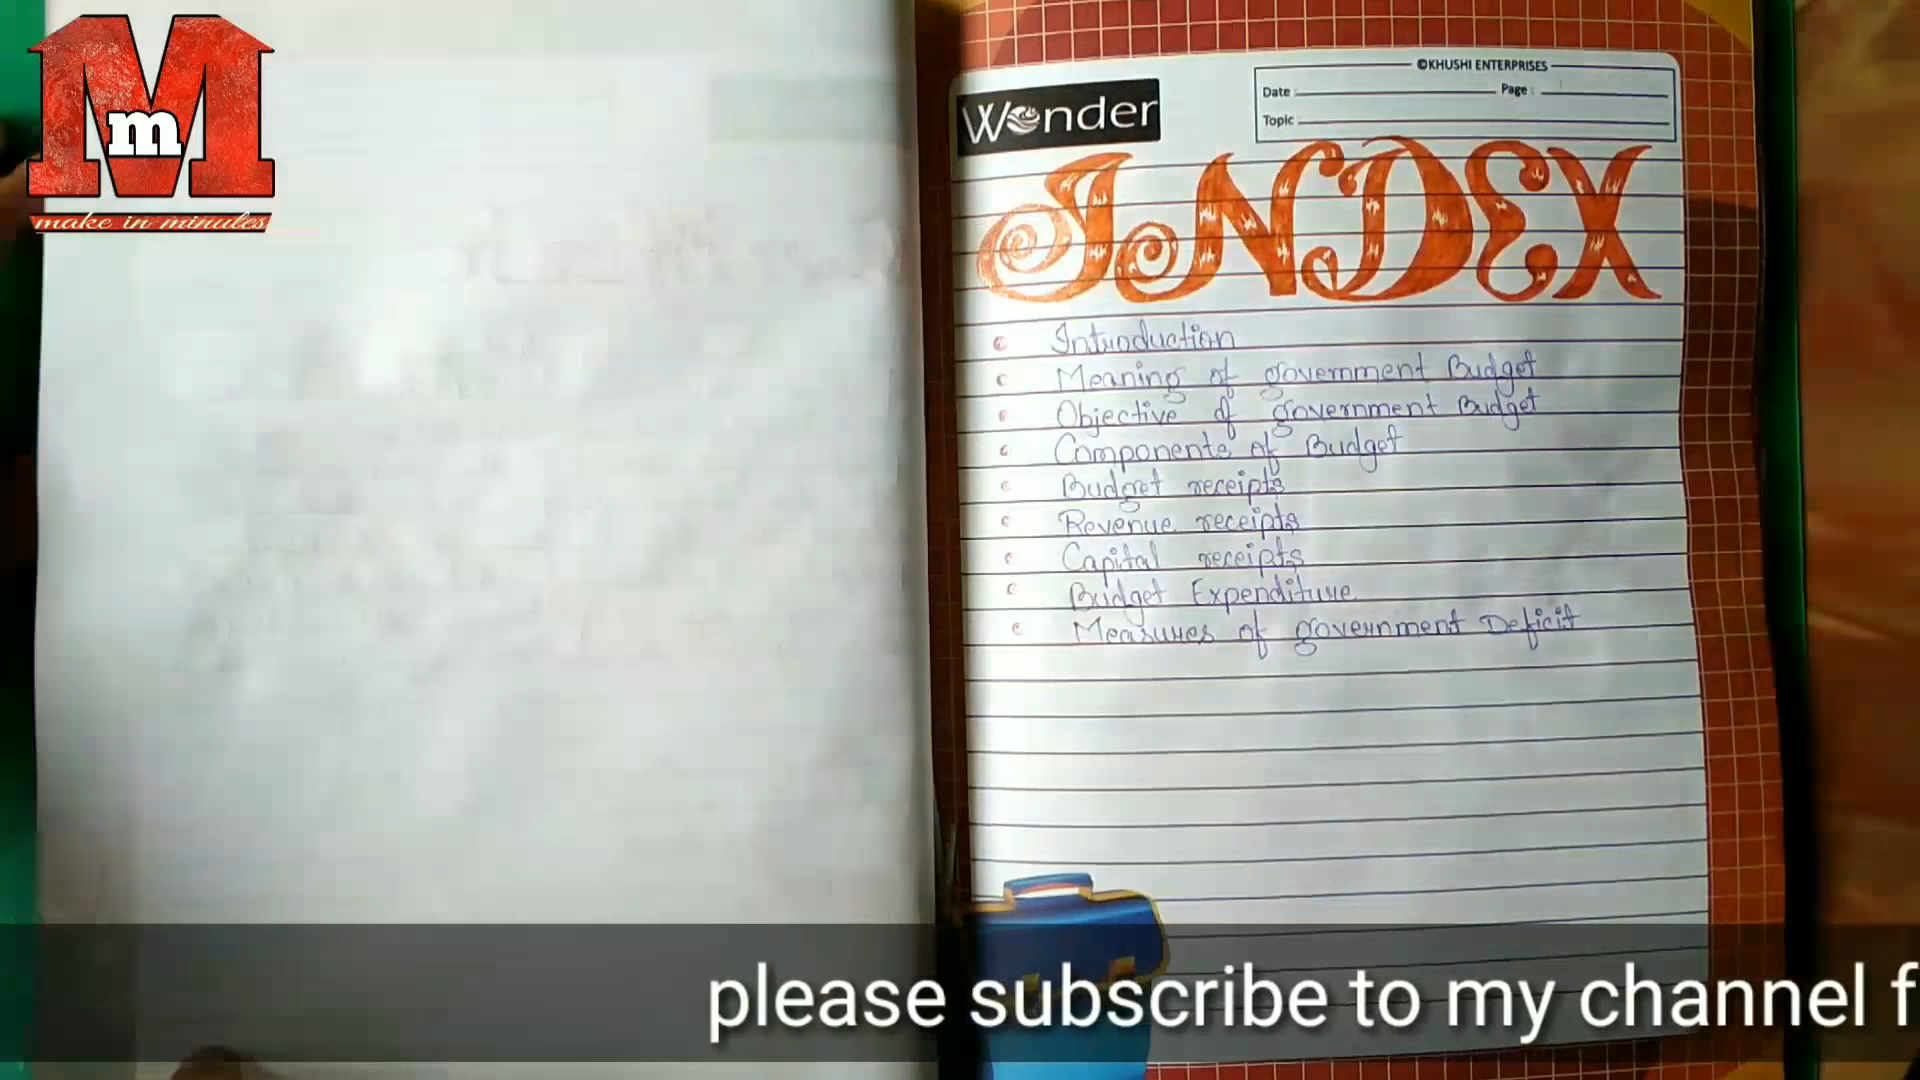 M
m
make in minutes
Wonder
©KHUSHI ENTERPRISES
Date : Page :
Topic
INDEX
Introduction
Meaning of government Budget
Objective of government Budget
Components of Budget
Budget receipts
Revenue receipts
Capital receipts
Budget Expenditure
Measures of government Deficit
please subscribe to my channel f